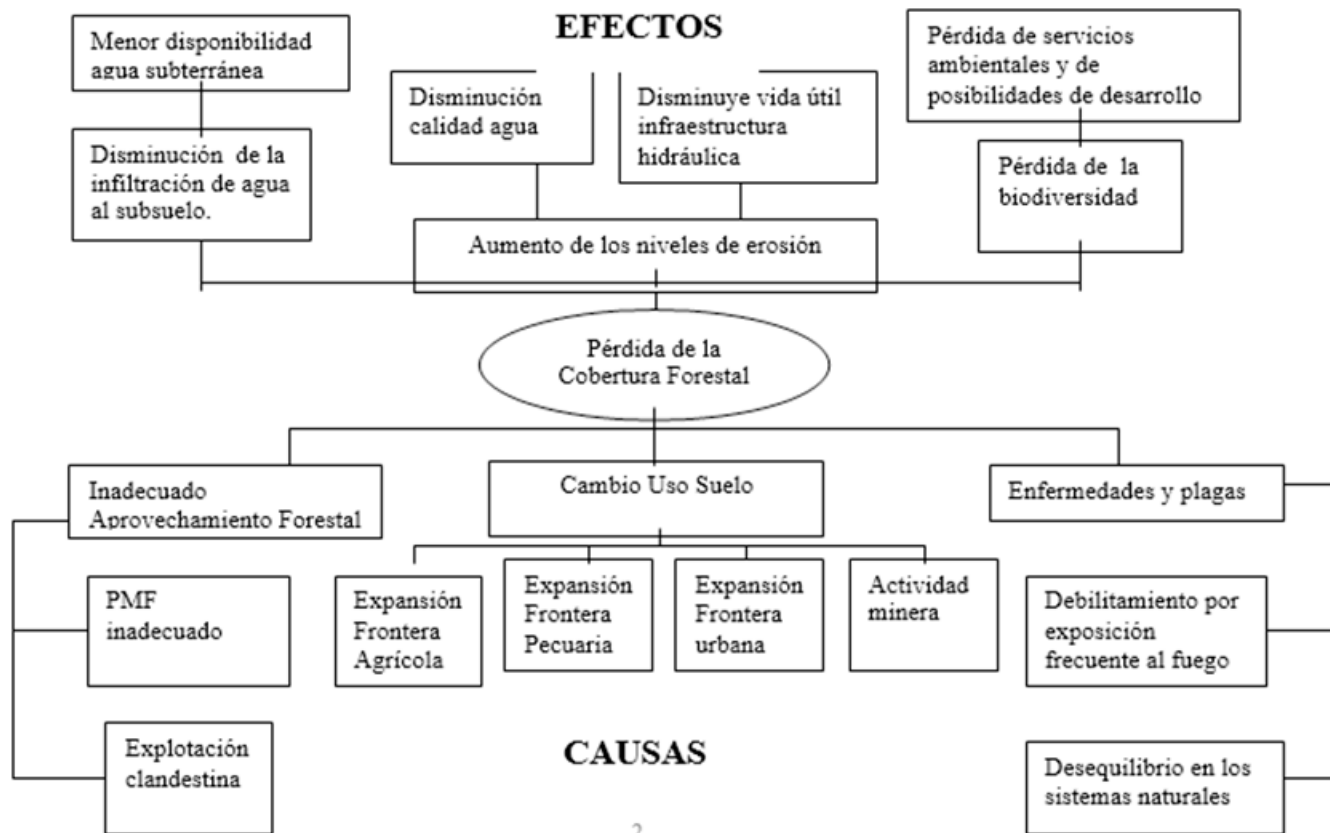 EFECTOS
Menor disponibilidad
agua subterránea
Disminución
calidad agua
Disminuye vida útil
infraestructura
hidráulica
Pérdida de servicios
ambientales y de
posibilidades de desarrollo
Disminución de la
infiltración de agua
al subsuelo.
Pérdida de la
biodiversidad
Aumento de los niveles de erosión
Pérdida de la
Cobertura Forestal
Inadecuado
Aprovechamiento Forestal
Cambio Uso Suelo
Enfermedades y plagas
PMF
inadecuado
Expansión
Frontera
Agrícola
Expansión
Frontera
Pecuaria
Expansión
Frontera
urbana
Actividad
minera
Debilitamiento por
exposición
frecuente al fuego
Explotación
clandestina
CAUSAS
Desequilibrio en los
sistemas naturales
2